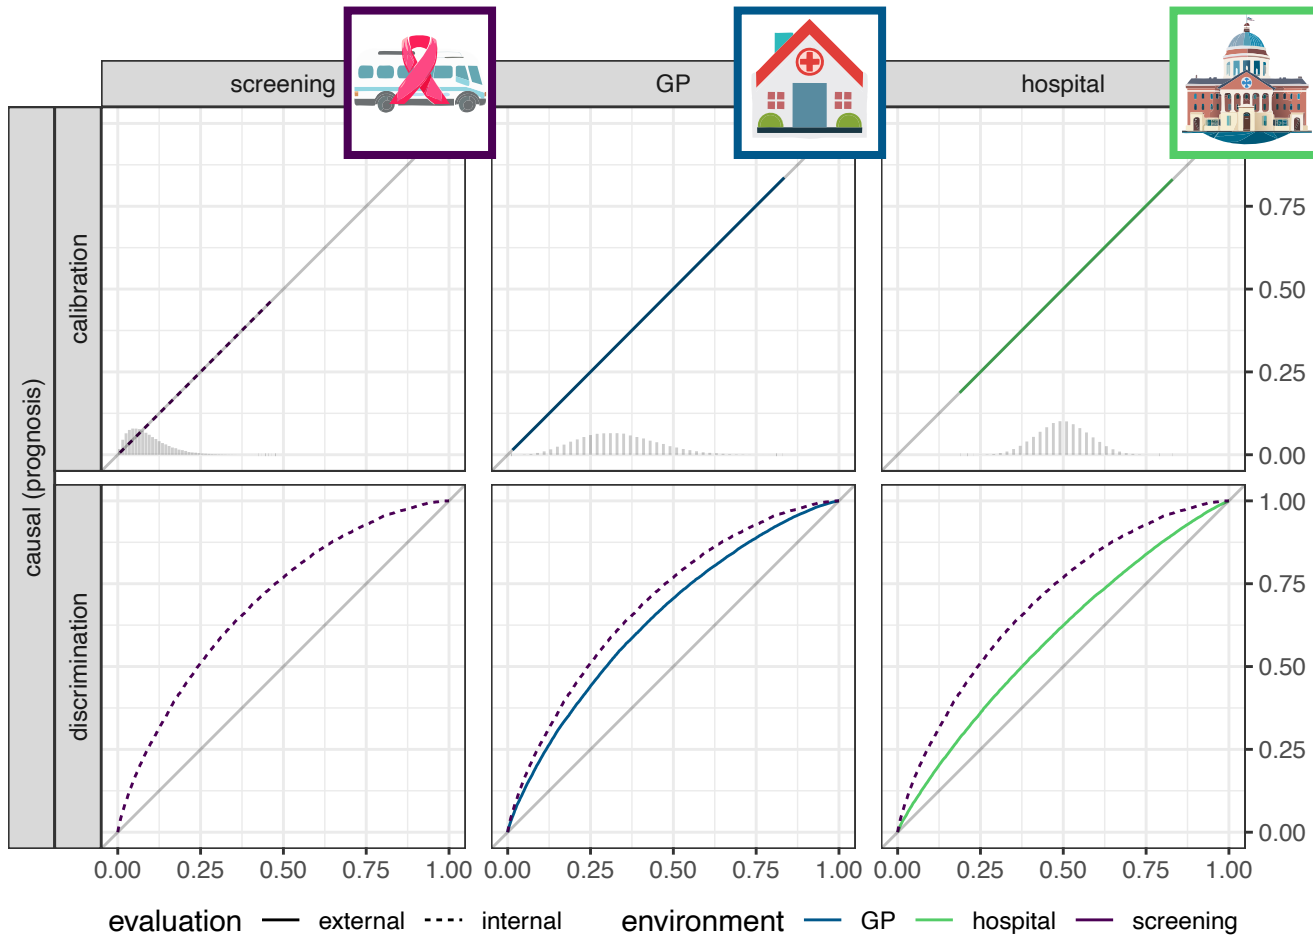 screening
GP
hospital
causal (prognosis)
calibration
0.75
0.50
0.25
0.00
discrimination
1.00
0.75
0.50
0.25
0.00
0.00 0.25 0.50 0.75 1.00
0.00 0.25 0.50 0.75 1.00
0.00 0.25 0.50 0.75 1.00
evaluation external internal environment GP hospital screening